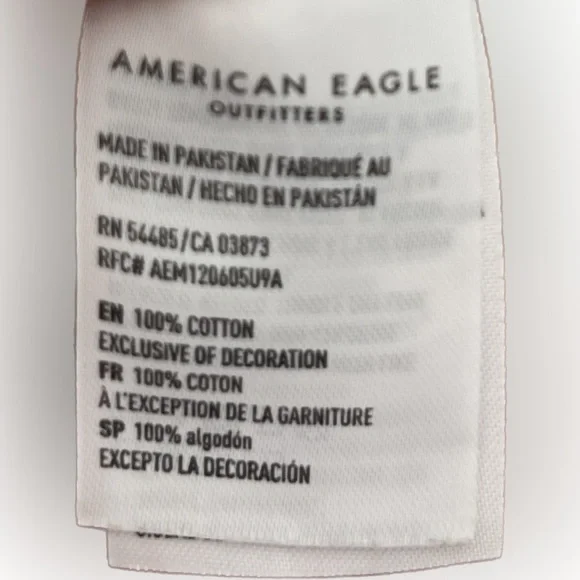 AMERICAN EAGLE
OUTFITTERS
MADE IN PAKISTAN / FABRIQUÉ AU
PAKISTAN / HECHO EN PAKISTÁN
RN 54485/CA 03873
RFC# AEM120605U9A
EN 100% COTTON
EXCLUSIVE OF DECORATION
FR 100% COTON
À L'EXCEPTION DE LA GARNITURE
SP 100% algodón
EXCEPTO LA DECORACIÓN